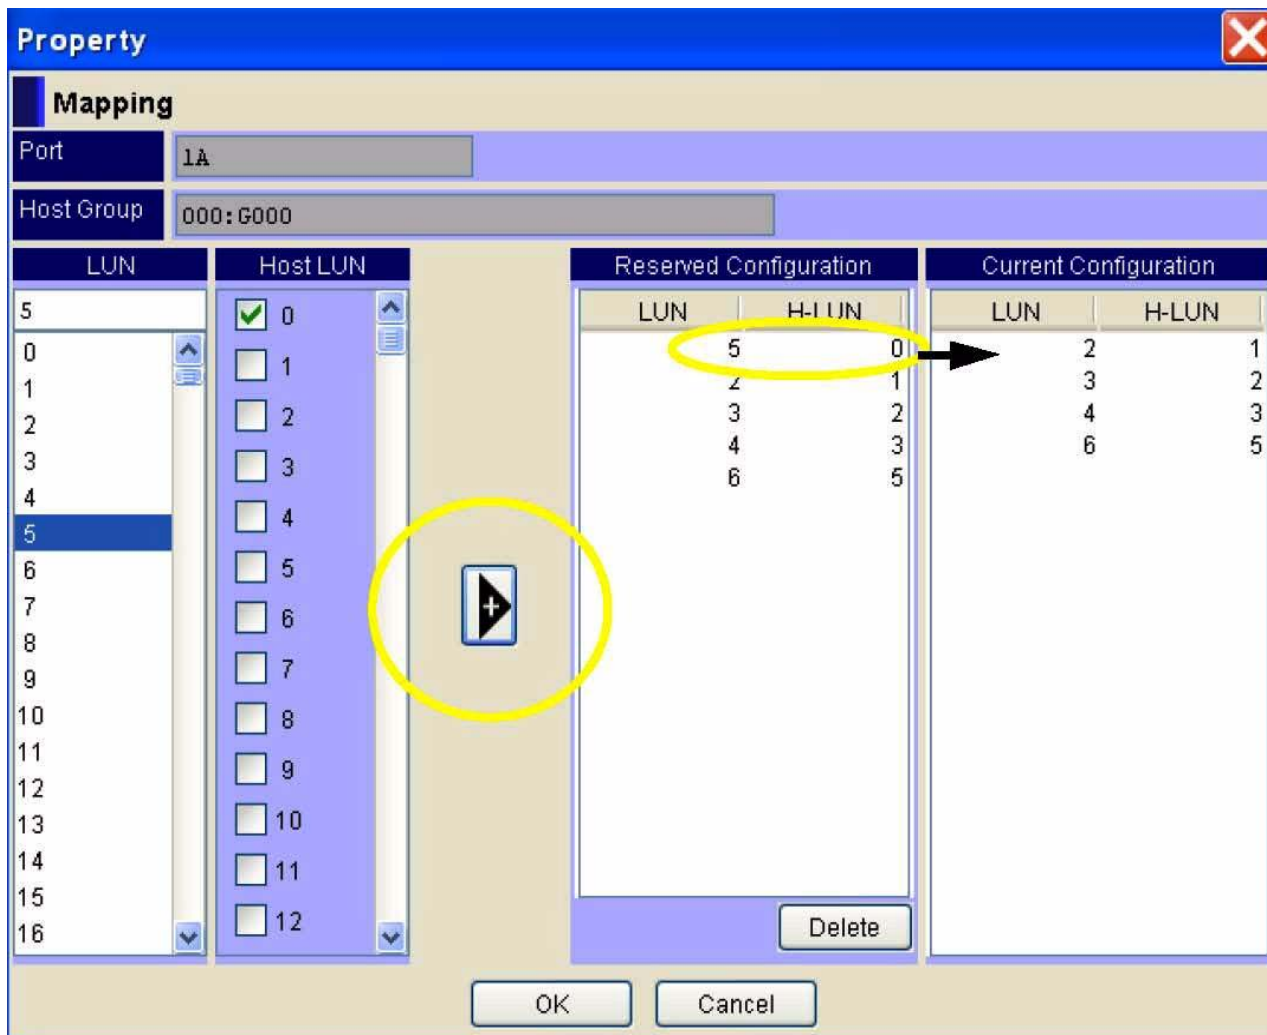 Property
Mapping
Port
1A
Host Group
000:G000
LUN
Host LUN
Reserved Configuration
Current Configuration
5
0
1
2
3
4
5
6
7
8
9
10
11
12
13
14
15
16
0
1
2
3
4
5
6
7
8
9
10
11
12
+
LUN H-LUN
5 0
2 1
3 2
4 3
6 5
Delete
LUN H-LUN
2 1
3 2
4 3
6 5
OK
Cancel